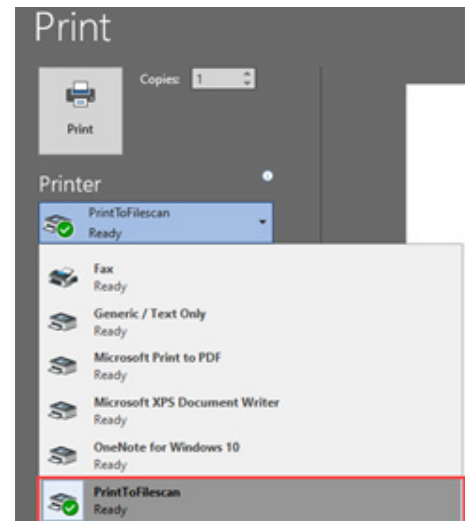 Print
Copies: 1
Print
Printer
PrintToFilescan
Ready
Fax
Ready
Generic / Text Only
Ready
Microsoft Print to PDF
Ready
Microsoft XPS Document Writer
Ready
OneNote for Windows 10
Ready
PrintToFilescan
Ready